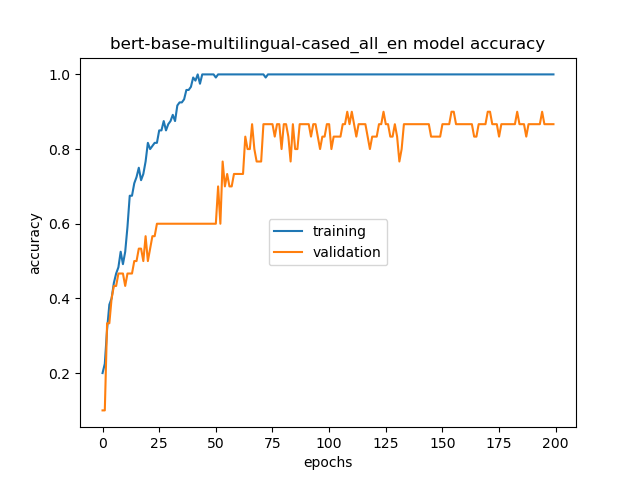 bert-base-multilingual-cased_all_en model accuracy
1.0
0.8
0.6
0.4
0.2
accuracy
training
validation
0 25 50 75 100 125 150 175 200
epochs